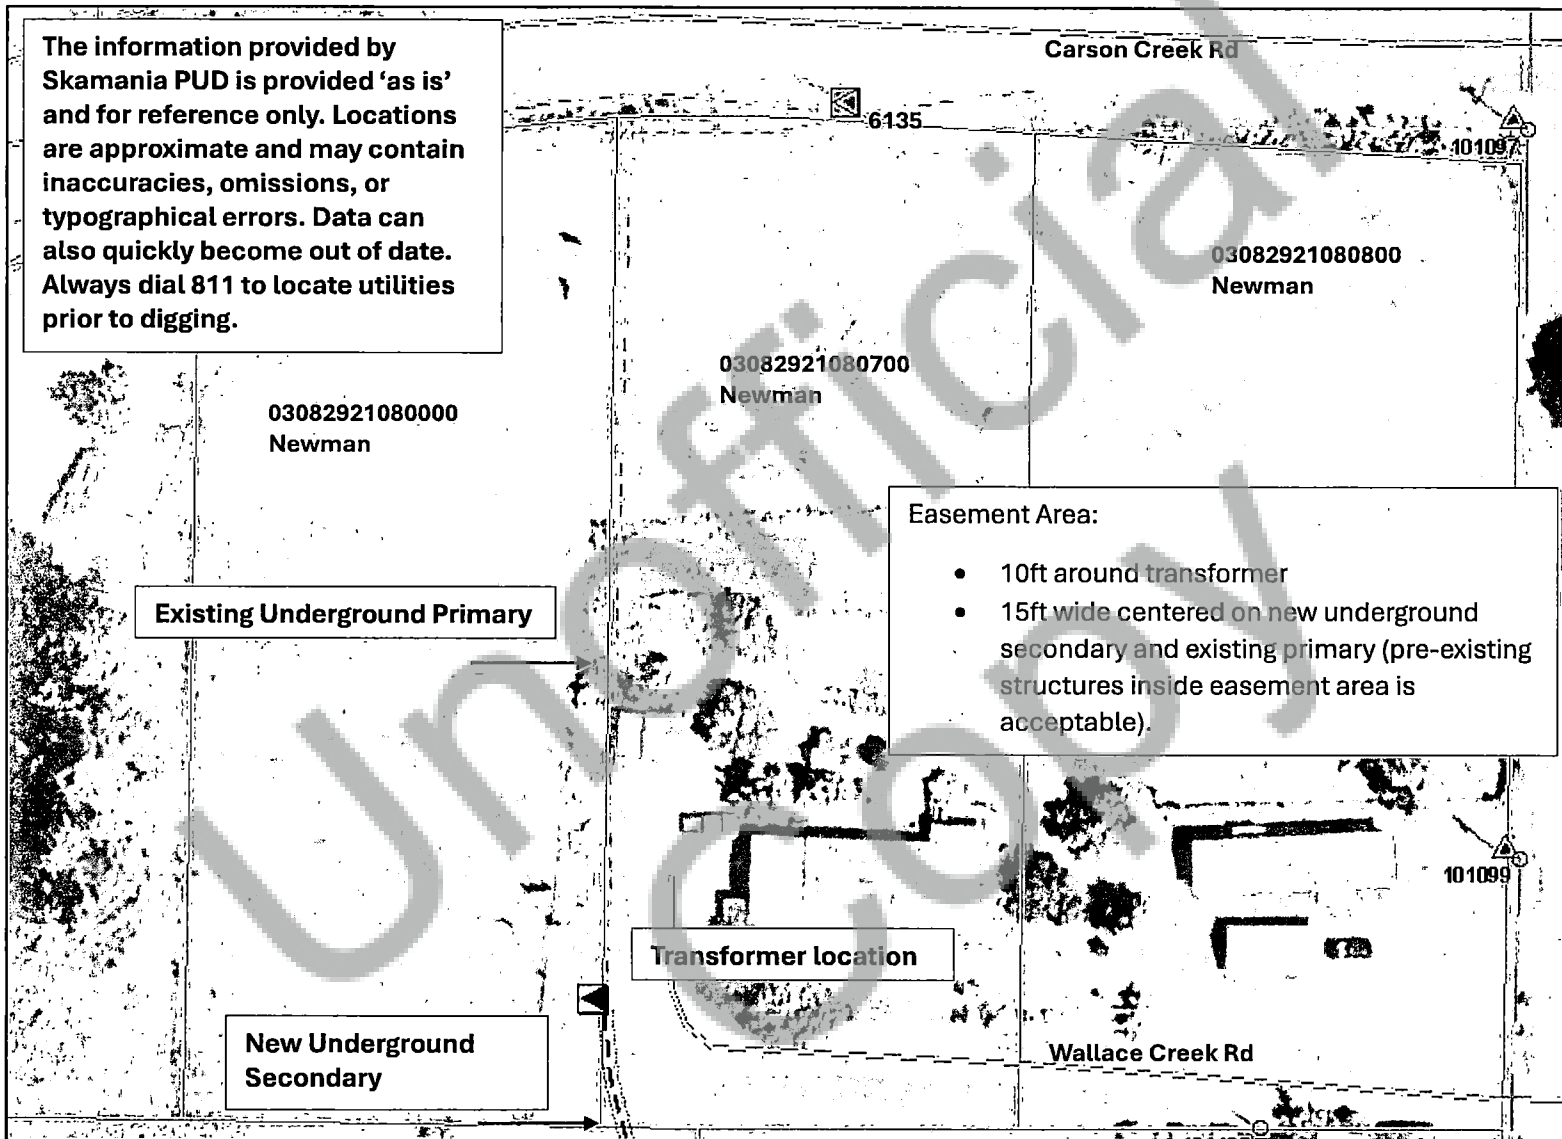 The information provided by
Skamania PUD is provided ‘as is’
and for reference only. Locations
are approximate and may contain
inaccuracies, omissions, or
typographical errors. Data can
also quickly become out of date.
Always dial 811 to locate utilities
prior to digging.
Carson Creek Rd
6135
101097
03082921080800
Newman
03082921080700
Newman
03082921080000
Newman
Easement Area:
• 10ft around transformer
• 15ft wide centered on new underground
secondary and existing primary (pre-existing
structures inside easement area is
acceptable).
Existing Underground Primary
101099
Transformer location
New Underground
Secondary
Wallace Creek Rd
Unofficial
Copy